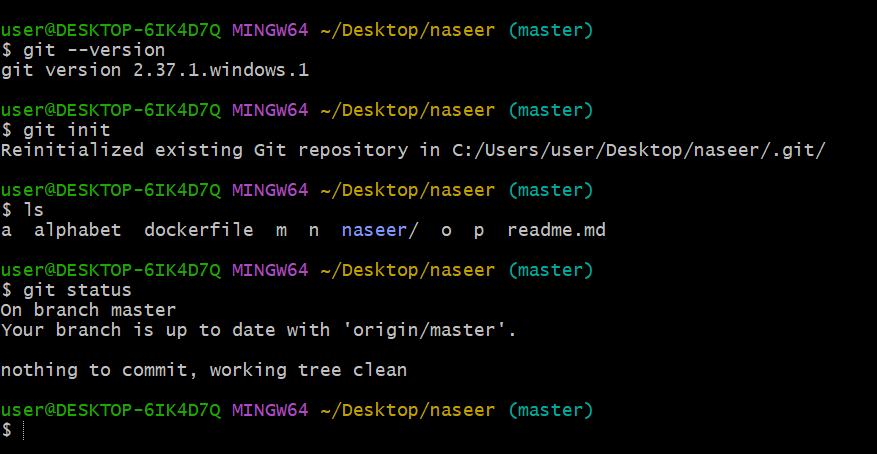 user@DESKTOP-6IK4D7Q MINGW64 ~/Desktop/naseer (master)
$ git --version
git version 2.37.1.windows.1
user@DESKTOP-6IK4D7Q MINGW64 ~/Desktop/naseer (master)
$ git init
Reinitialized existing Git repository in C:/Users/user/Desktop/naseer/.git/
user@DESKTOP-6IK4D7Q MINGW64 ~/Desktop/naseer (master)
$ ls
a  alphabet  dockerfile  m  n  naseer/  o  p  readme.md
user@DESKTOP-6IK4D7Q MINGW64 ~/Desktop/naseer (master)
$ git status
On branch master
Your branch is up to date with 'origin/master'.
nothing to commit, working tree clean
user@DESKTOP-6IK4D7Q MINGW64 ~/Desktop/naseer (master)
$